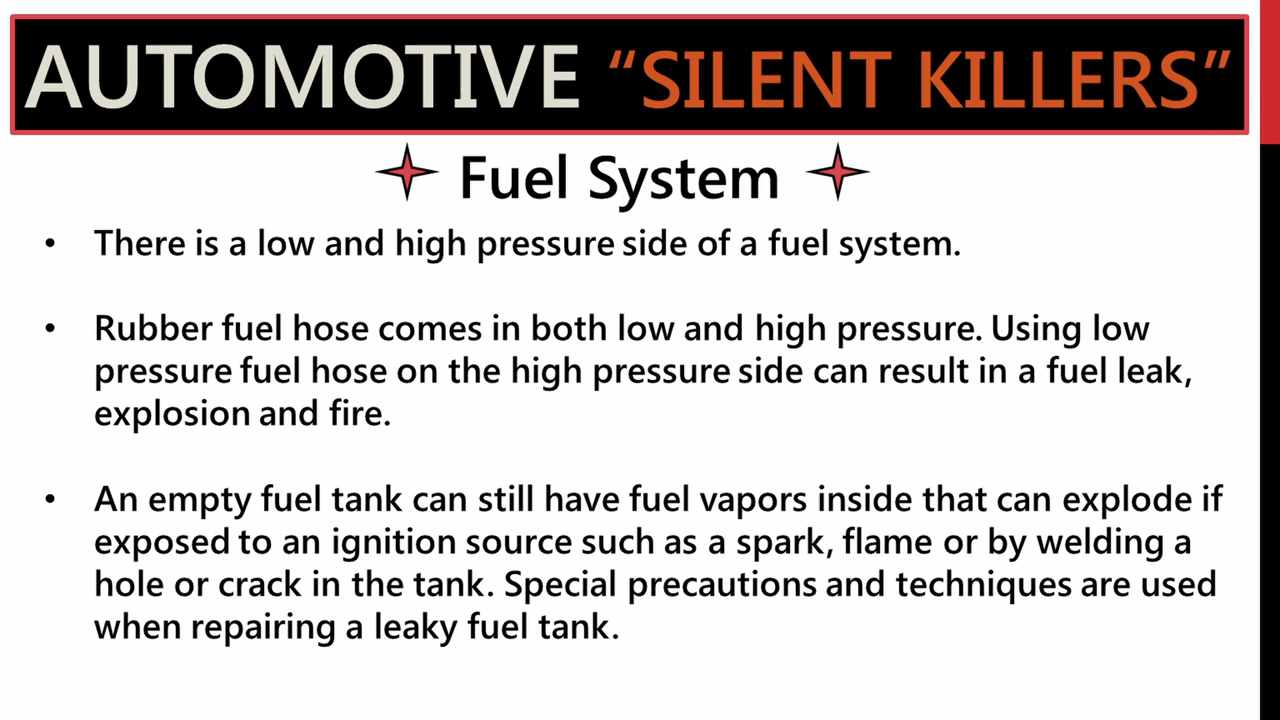 AUTOMOTIVE “SILENT KILLERS”
Fuel System
• There is a low and high pressure side of a fuel system.
• Rubber fuel hose comes in both low and high pressure. Using low
pressure fuel hose on the high pressure side can result in a fuel leak,
explosion and fire.
• An empty fuel tank can still have fuel vapors inside that can explode if
exposed to an ignition source such as a spark, flame or by welding a
hole or crack in the tank. Special precautions and techniques are used
when repairing a leaky fuel tank.